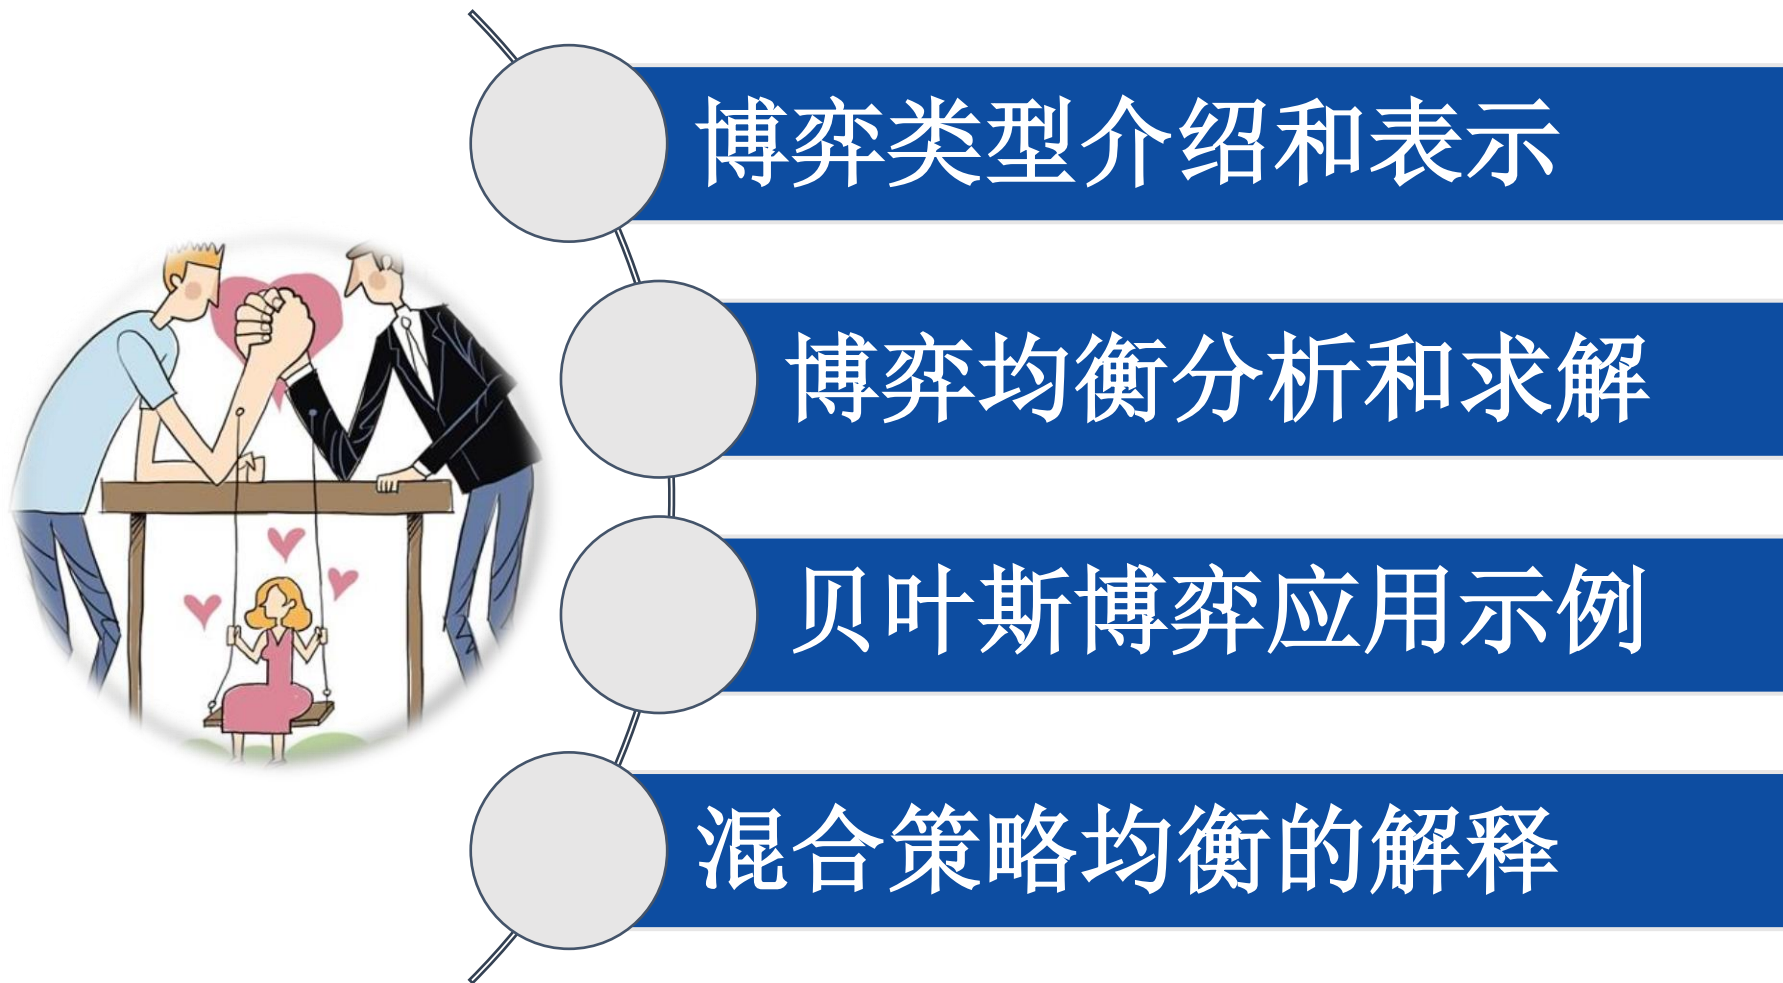 博弈类型介绍和表示
博弈均衡分析和求解
贝叶斯博弈应用示例
混合策略均衡的解释